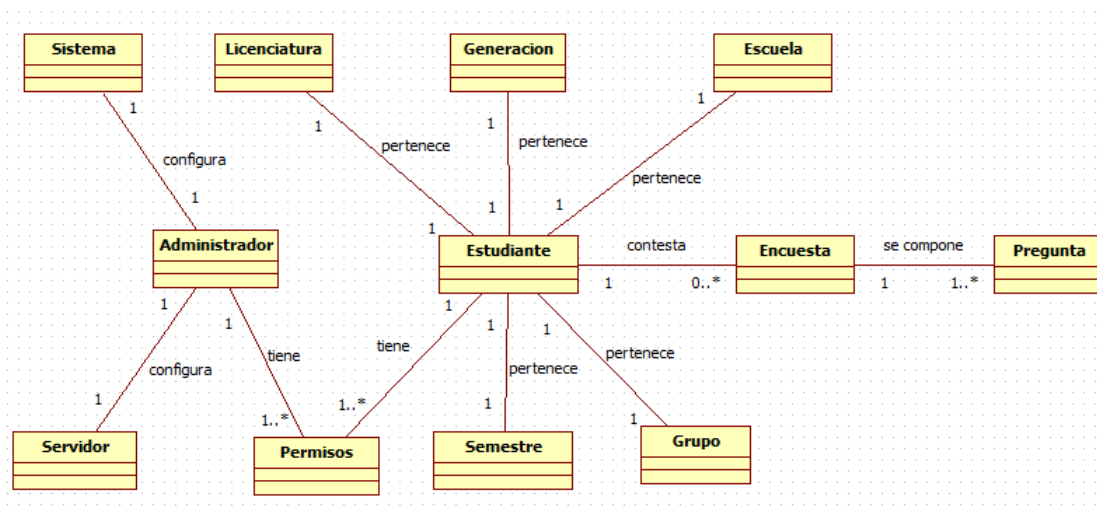 Sistema
Licenciatura
Generacion
Escuela
1
1
1
1
configura
pertenece
pertenece
pertenece
1
1
1
1
Administrador
Estudiante
contesta
Encuesta
se compone
Pregunta
1
0..*
1
1..*
1
1
1
1
1
configura
tiene
tiene
pertenece
pertenece
1
1..*
1..*
1
1
Servidor
Permisos
Semestre
Grupo